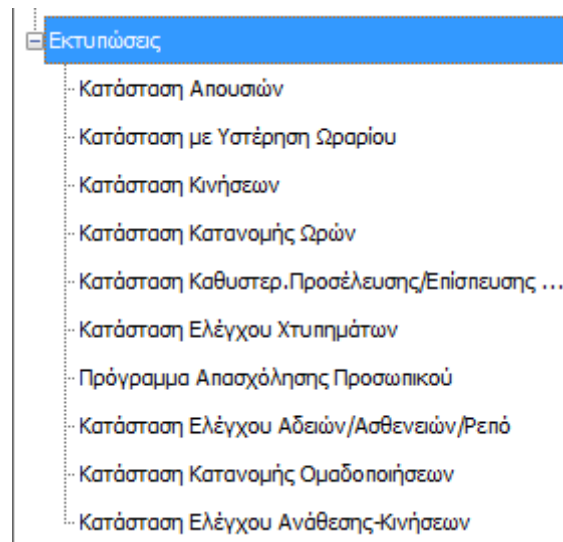 Εκτυπώσεις
Κατάσταση Απουσιών
Κατάσταση με Υστέρηση Ωραρίου
Κατάσταση Κινήσεων
Κατάσταση Κατανομής Ωρών
Κατάσταση Καθυστερ.Προσέλευσης/Επίσπευσης ...
Κατάσταση Ελέγχου Χτυπημάτων
Πρόγραμμα Απασχόλησης Προσωπικού
Κατάσταση Ελέγχου Αδειών/Ασθενειών/Ρεπό
Κατάσταση Κατανομής Ομαδοποιήσεων
Κατάσταση Ελέγχου Ανάθεσης-Κινήσεων